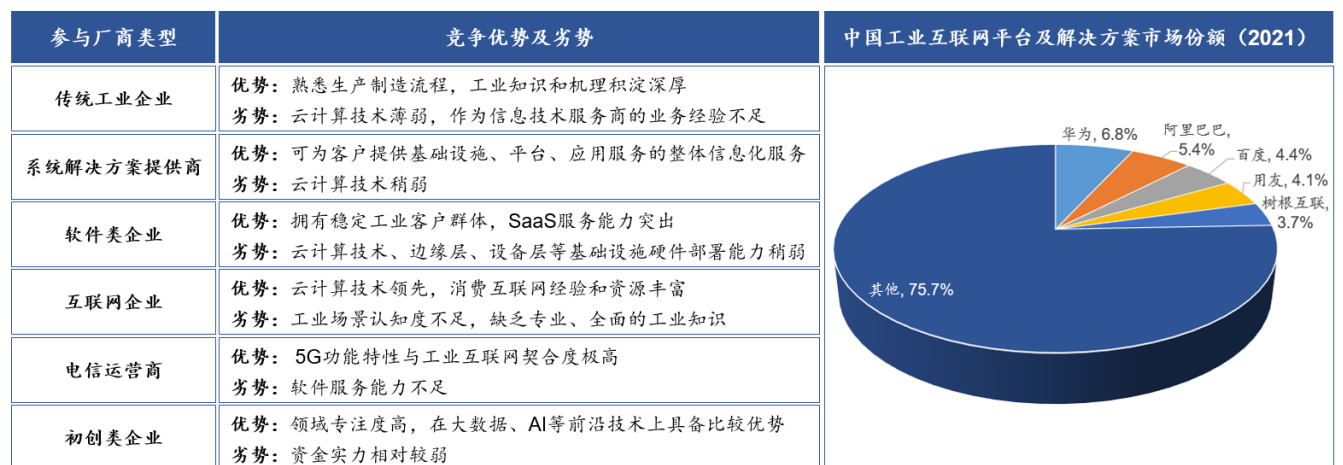 参与厂商类型
竞争优势及劣势
中国工业互联网平台及解决方案市场份额（2021）
传统工业企业
优势：熟悉生产制造流程，工业知识和机理积淀深厚
劣势：云计算技术薄弱，作为信息技术服务商的业务经验不足
系统解决方案提供商
优势：可为客户提供基础设施、平台、应用服务的整体信息化服务
劣势：云计算技术稍弱
软件类企业
优势：拥有稳定工业客户群体，SaaS服务能力突出
劣势：云计算技术、边缘层、设备层等基础设施硬件部署能力稍弱
互联网企业
优势：云计算技术领先，消费互联网经验和资源丰富
劣势：工业场景认知度不足，缺乏专业、全面的工业知识
电信运营商
优势： 5G功能特性与工业互联网契合度极高
劣势：软件服务能力不足
初创类企业
优势：领域专注度高，在大数据、AI等前沿技术上具备比较优势
劣势：资金实力相对较弱
华为, 6.8%
阿里巴巴,
5.4%
百度, 4.4%
用友, 4.1%
树根互联,
3.7%
其他, 75.7%